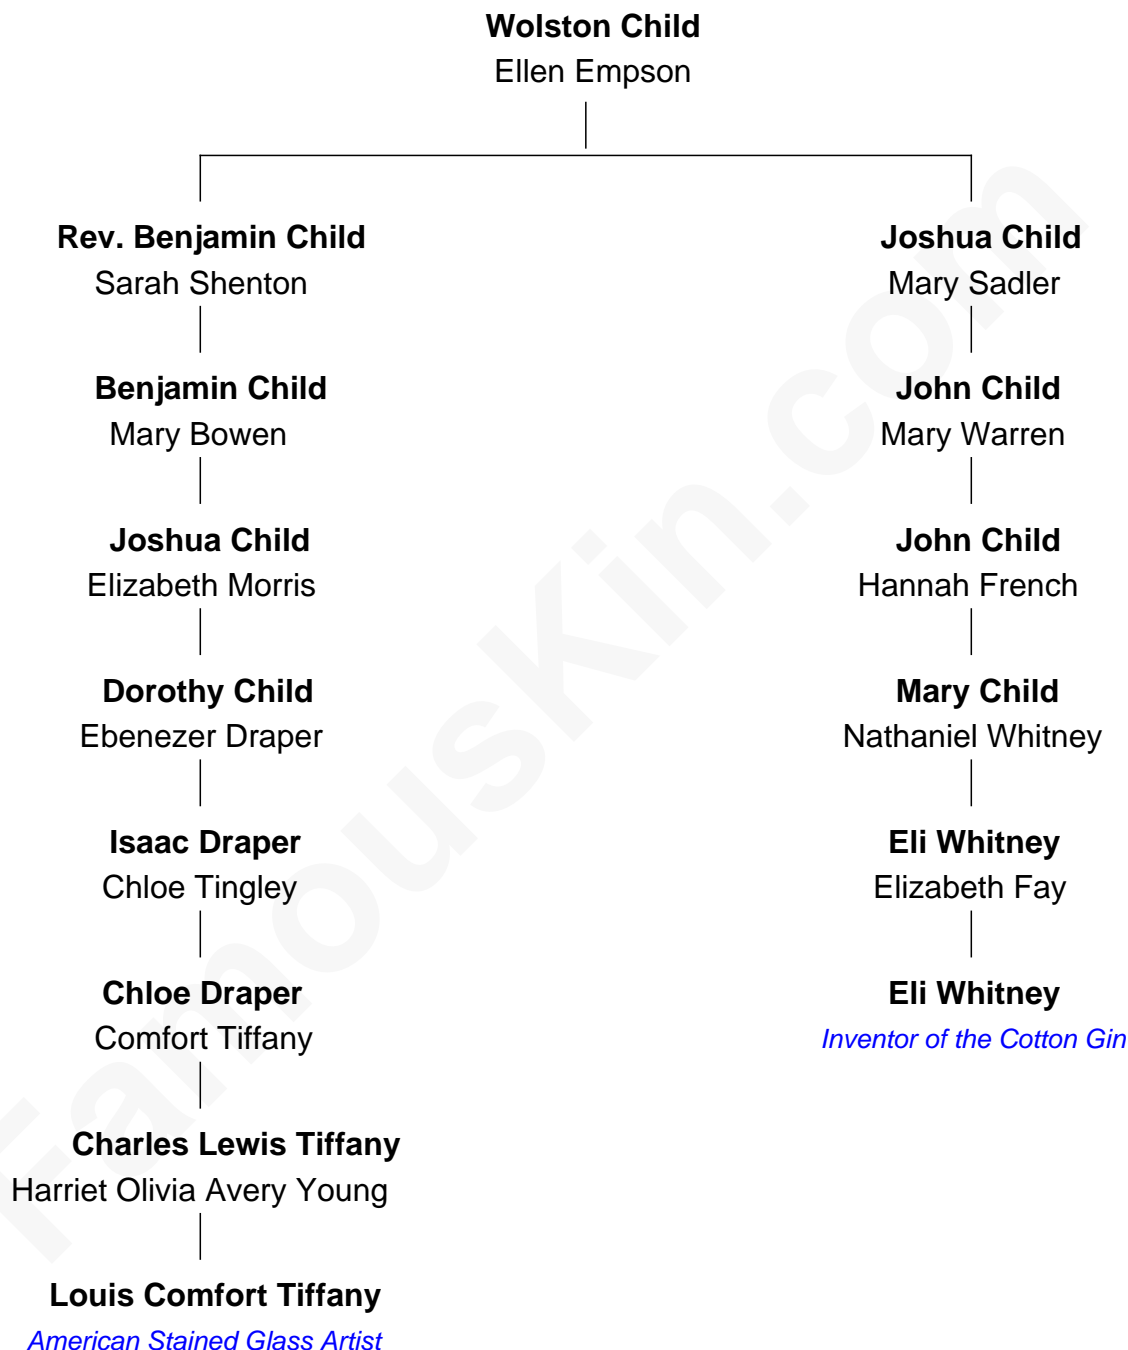 Wolston Child
Ellen Empson
Rev. Benjamin Child
Sarah Shenton
Joshua Child
Mary Sadler
Benjamin Child
Mary Bowen
John Child
Mary Warren
Joshua Child
Elizabeth Morris
John Child
Hannah French
Dorothy Child
Ebenezer Draper
Mary Child
Nathaniel Whitney
Isaac Draper
Chloe Tingley
Eli Whitney
Elizabeth Fay
Chloe Draper
Comfort Tiffany
Eli Whitney
Inventor of the Cotton Gin
Charles Lewis Tiffany
Harriet Olivia Avery Young
Louis Comfort Tiffany
American Stained Glass Artist
FamousKin.com